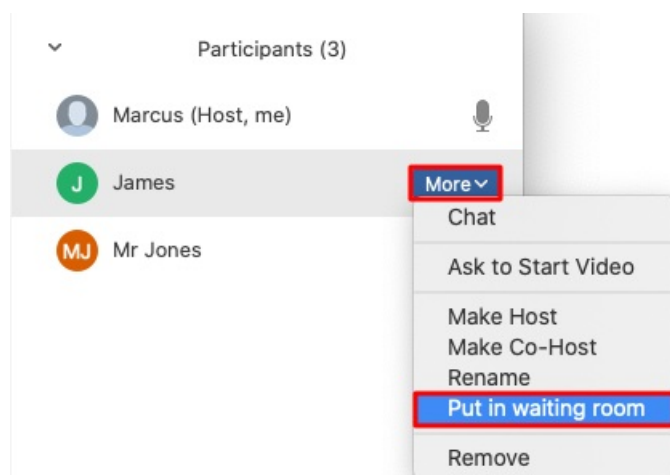 Participants (3)
Marcus (Host, me)
J James More
MJ Mr Jones
Chat
Ask to Start Video
Make Host
Make Co-Host
Rename
Put in waiting room
Remove